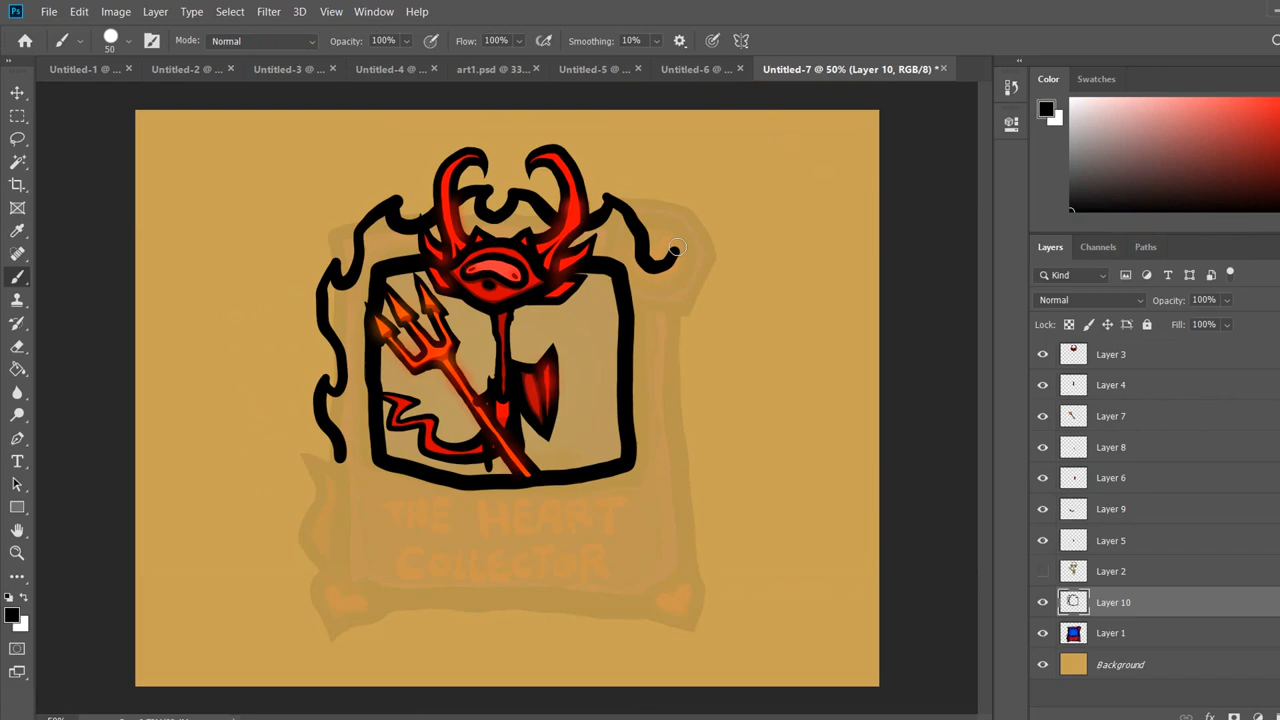 Ps File Edit Image Layer Type Select Filter 3D View Window Help
50 Mode: Normal Opacity: 100% Flow: 100% Smoothing: 10%
Untitled-1 @ ... × Untitled-2 @ ... × Untitled-3 @ ... × Untitled-4 @ ... × art1.psd @ 33... × Untitled-5 @ ... × Untitled-6 @ ... × Untitled-7 @ 50% (Layer 10, RGB/8) * ×
Color Swatches
Layers Channels Paths
Kind
Normal Opacity: 100%
Lock: Fill: 100%
Layer 3
Layer 4
Layer 7
Layer 8
Layer 6
Layer 9
Layer 5
Layer 2
Layer 10
Layer 1
Background
THE HEART
COLLECTOR